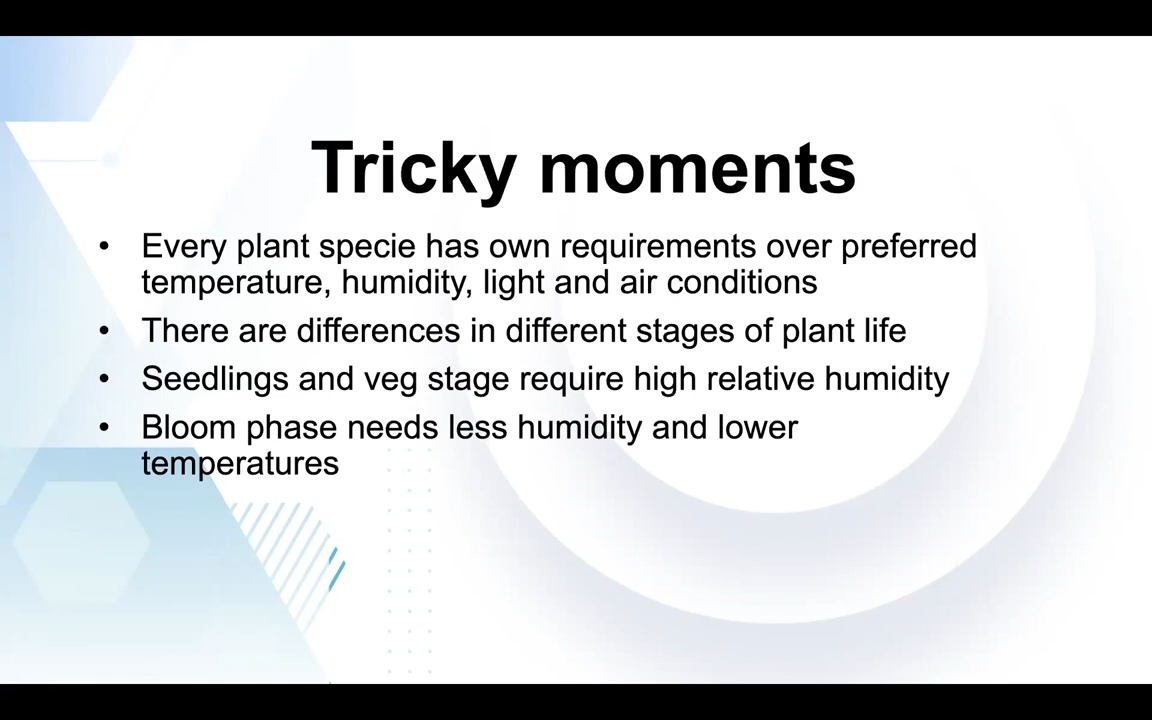 Tricky moments
• Every plant specie has own requirements over preferred
temperature, humidity, light and air conditions
• There are differences in different stages of plant life
• Seedlings and veg stage require high relative humidity
• Bloom phase needs less humidity and lower
temperatures